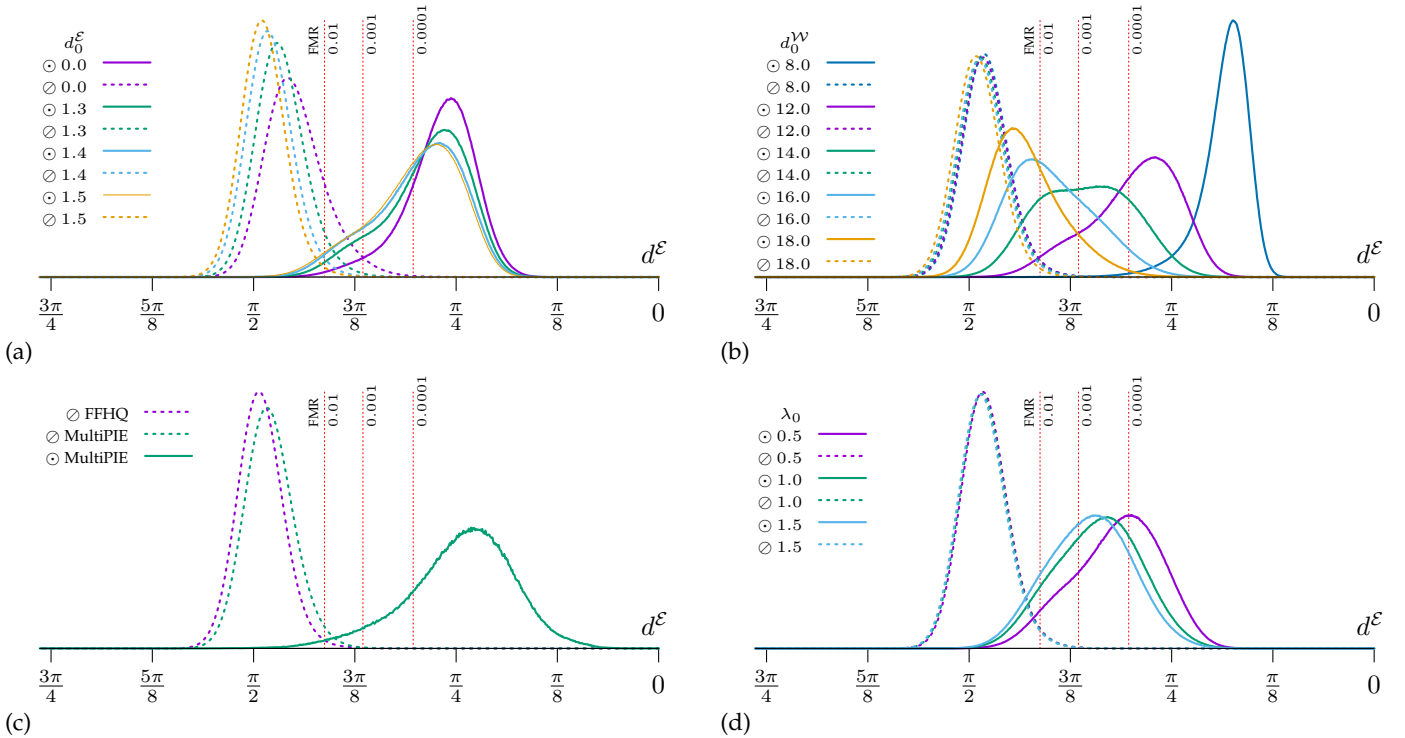 FMR
0.01
0.001
0.0001
d₀ᵋ
⊙ 0.0
⊘ 0.0
⊙ 1.3
⊘ 1.3
⊙ 1.4
⊘ 1.4
⊙ 1.5
⊘ 1.5
dᵋ
3π/4 5π/8 π/2 3π/8 π/4 π/8 0
(a)
FMR
0.01
0.001
0.0001
d₀ᵂ
⊙ 8.0
⊘ 8.0
⊙ 12.0
⊘ 12.0
⊙ 14.0
⊘ 14.0
⊙ 16.0
⊘ 16.0
⊙ 18.0
⊘ 18.0
dᵋ
3π/4 5π/8 π/2 3π/8 π/4 π/8 0
(b)
FMR
0.01
0.001
0.0001
⊘ FFHQ
⊘ MultiPIE
⊙ MultiPIE
dᵋ
3π/4 5π/8 π/2 3π/8 π/4 π/8 0
(c)
FMR
0.01
0.001
0.0001
λ₀
⊙ 0.5
⊘ 0.5
⊙ 1.0
⊘ 1.0
⊙ 1.5
⊘ 1.5
dᵋ
3π/4 5π/8 π/2 3π/8 π/4 π/8 0
(d)